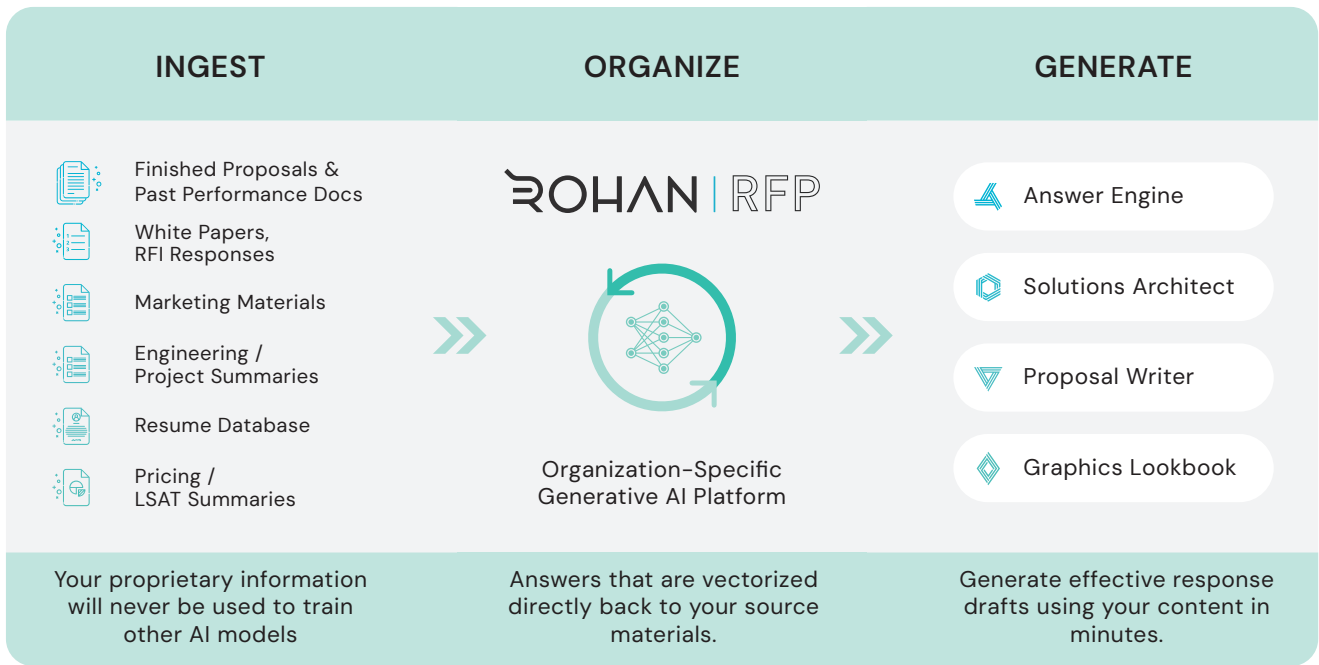 INGEST
ORGANIZE
GENERATE
Finished Proposals &
Past Performance Docs
White Papers,
RFI Responses
Marketing Materials
Engineering /
Project Summaries
Resume Database
Pricing /
LSAT Summaries
ROHAN | RFP
Organization-Specific
Generative AI Platform
Answer Engine
Solutions Architect
Proposal Writer
Graphics Lookbook
Your proprietary information
will never be used to train
other AI models
Answers that are vectorized
directly back to your source
materials.
Generate effective response
drafts using your content in
minutes.